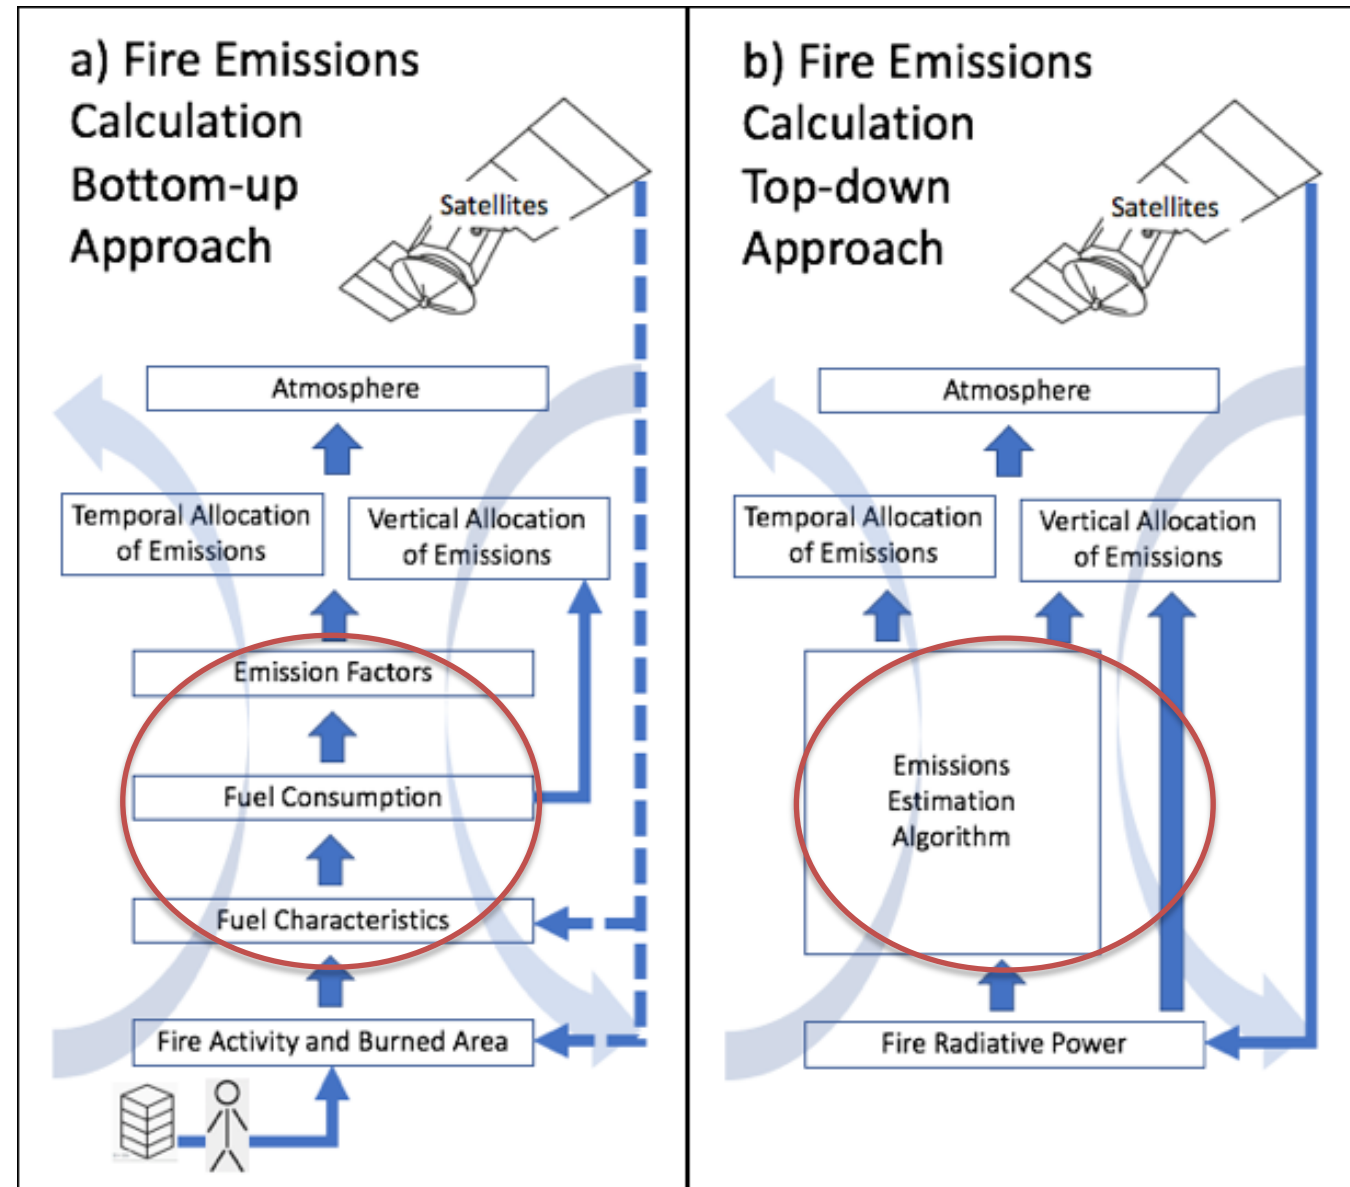 a) Fire Emissions
Calculation
Bottom-up
Approach
Satellites
Atmosphere
Temporal Allocation
of Emissions
Vertical Allocation
of Emissions
Emission Factors
Fuel Consumption
Fuel Characteristics
Fire Activity and Burned Area
b) Fire Emissions
Calculation
Top-down
Approach
Satellites
Atmosphere
Temporal Allocation
of Emissions
Vertical Allocation
of Emissions
Emissions
Estimation
Algorithm
Fire Radiative Power